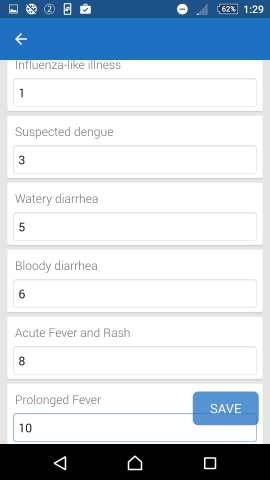 62%
1:29
Influenza-like illness
1
Suspected dengue
3
Watery diarrhea
5
Bloody diarrhea
6
Acute Fever and Rash
8
Prolonged Fever
SAVE
10